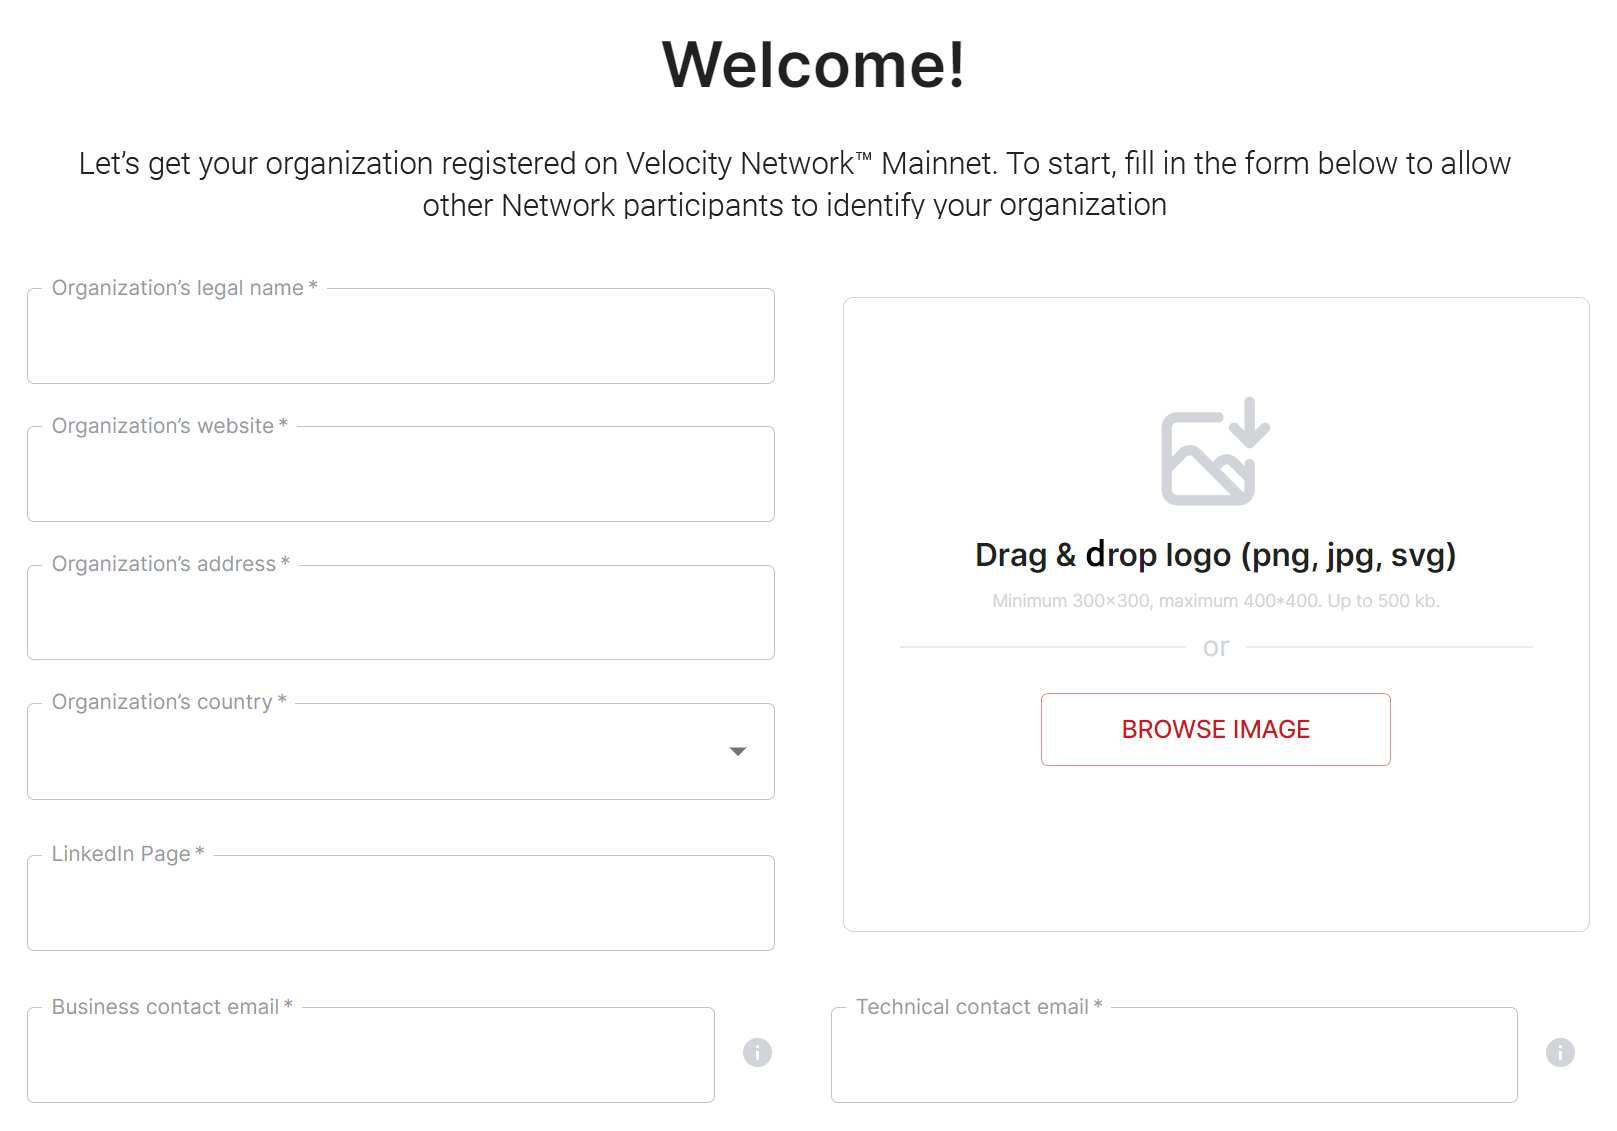 Welcome!
Let's get your organization registered on Velocity Network™ Mainnet. To start, fill in the form below to allow
other Network participants to identify your organization
Organization's legal name *
Organization's website *
Organization's address *
Organization's country *
LinkedIn Page *
Drag & drop logo (png, jpg, svg)
Minimum 300×300, maximum 400*400. Up to 500 kb.
or
BROWSE IMAGE
Business contact email *
Technical contact email *